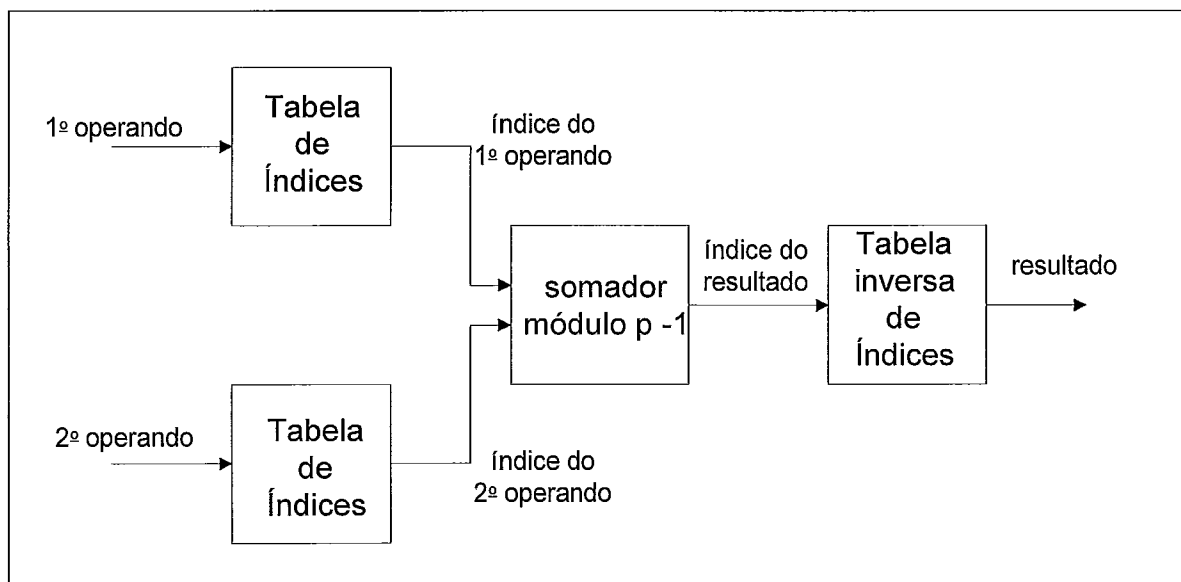 1º operando
Tabela
de
Índices
índice do
1º operando
somador
módulo p -1
índice do
resultado
Tabela
inversa
de
Índices
resultado
2º operando
Tabela
de
Índices
índice do
2º operando